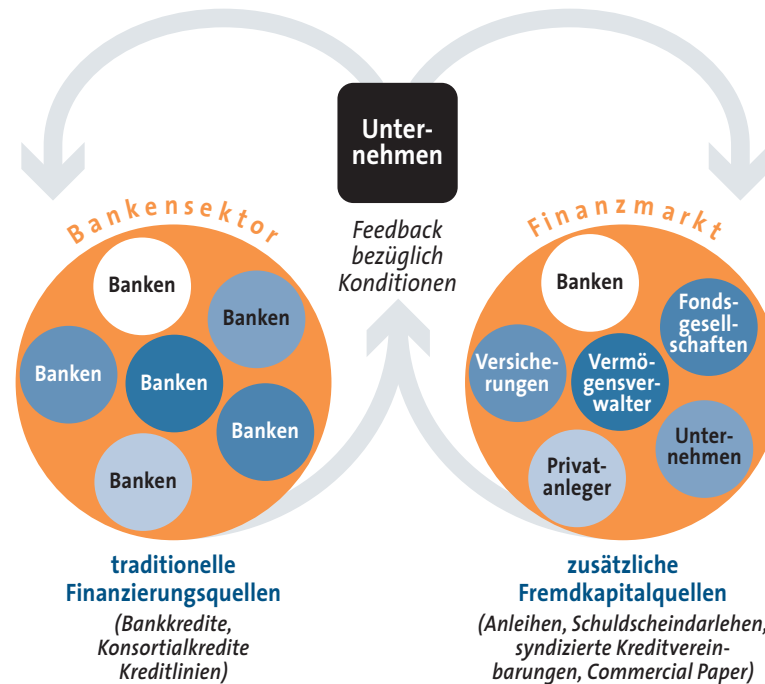 Unter-
nehmen
Feedback
bezüglich
Konditionen
Bankensektor
Banken
Banken
Banken
Banken
Banken
Banken
traditionelle
Finanzierungsquellen
(Bankkredite,
Konsortialkredite
Kreditlinien)
Finanzmarkt
Banken
Fonds-
gesell-
schaften
Versiche-
rungen
Vermö-
gensver-
walter
Unter-
nehmen
Privat-
anleger
zusätzliche
Fremdkapitalquellen
(Anleihen, Schuldscheindarlehen,
syndizierte Kreditverein-
barungen, Commercial Paper)